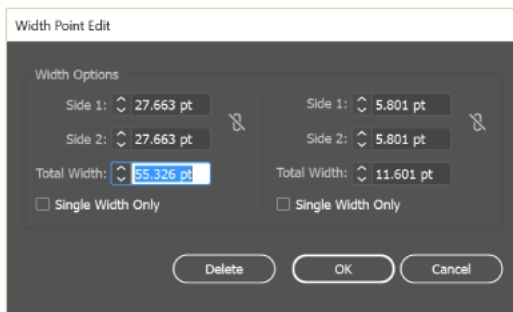 Width Point Edit
Width Options
Side 1: 27.663 pt Side 1: 5.801 pt
Side 2: 27.663 pt Side 2: 5.801 pt
Total Width: 55.326 pt Total Width: 11.601 pt
Single Width Only Single Width Only
Delete OK Cancel